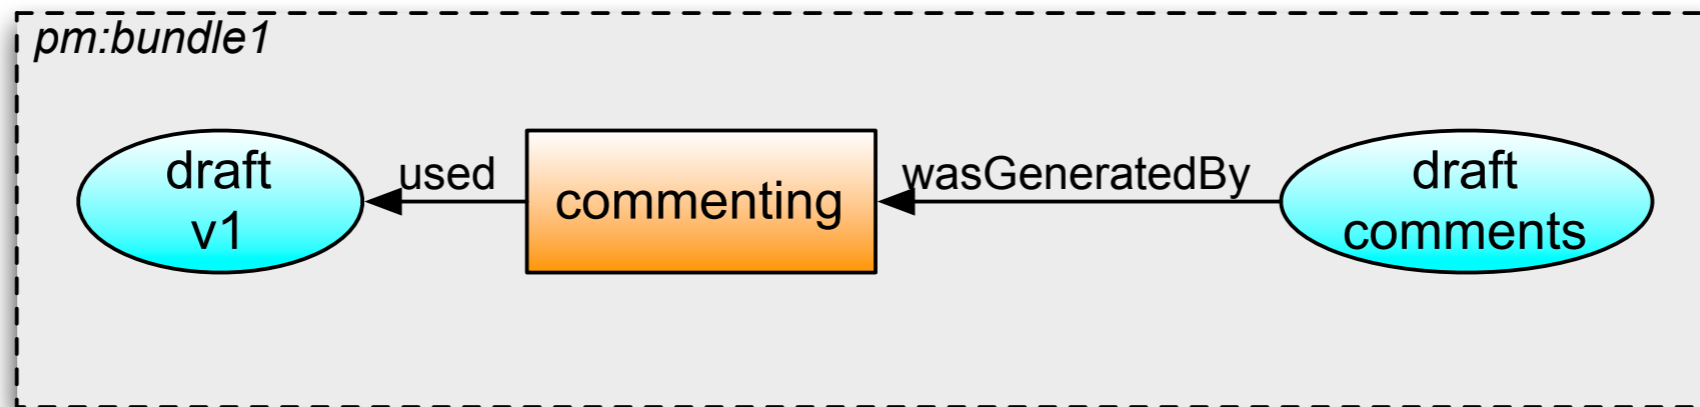 pm:bundle1
draft
v1
used
commenting
wasGeneratedBy
draft
comments